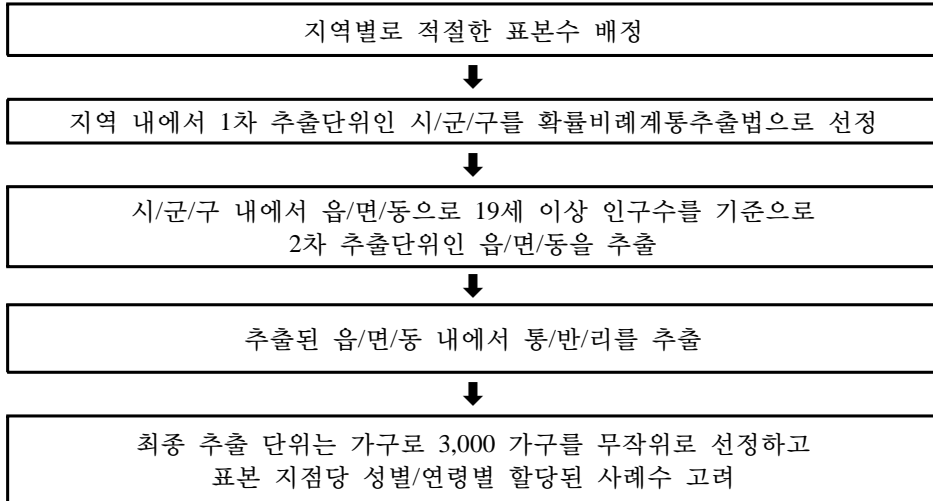 지역별로 적절한 표본수 배정
지역 내에서 1차 추출단위인 시/군/구를 확률비례계통추출법으로 선정
시/군/구 내에서 읍/면/동으로 19세 이상 인구수를 기준으로
2차 추출단위인 읍/면/동을 추출
추출된 읍/면/동 내에서 통/반/리를 추출
최종 추출 단위는 가구로 3,000 가구를 무작위로 선정하고
표본 지점당 성별/연령별 할당된 사례수 고려